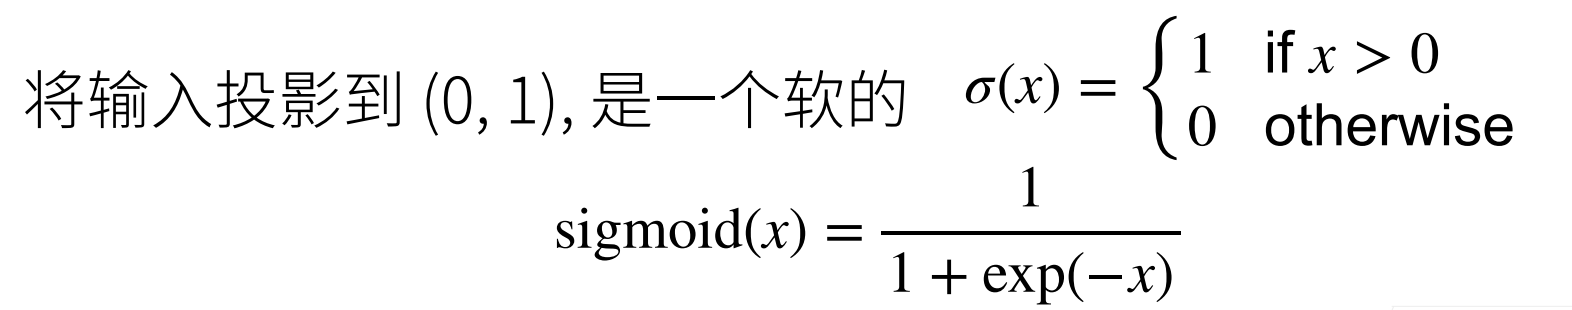 将输入投影到 (0, 1), 是一个软的 σ(x) = { 1 if x > 0
0 otherwise
sigmoid(x) = 1 / (1 + exp(−x))